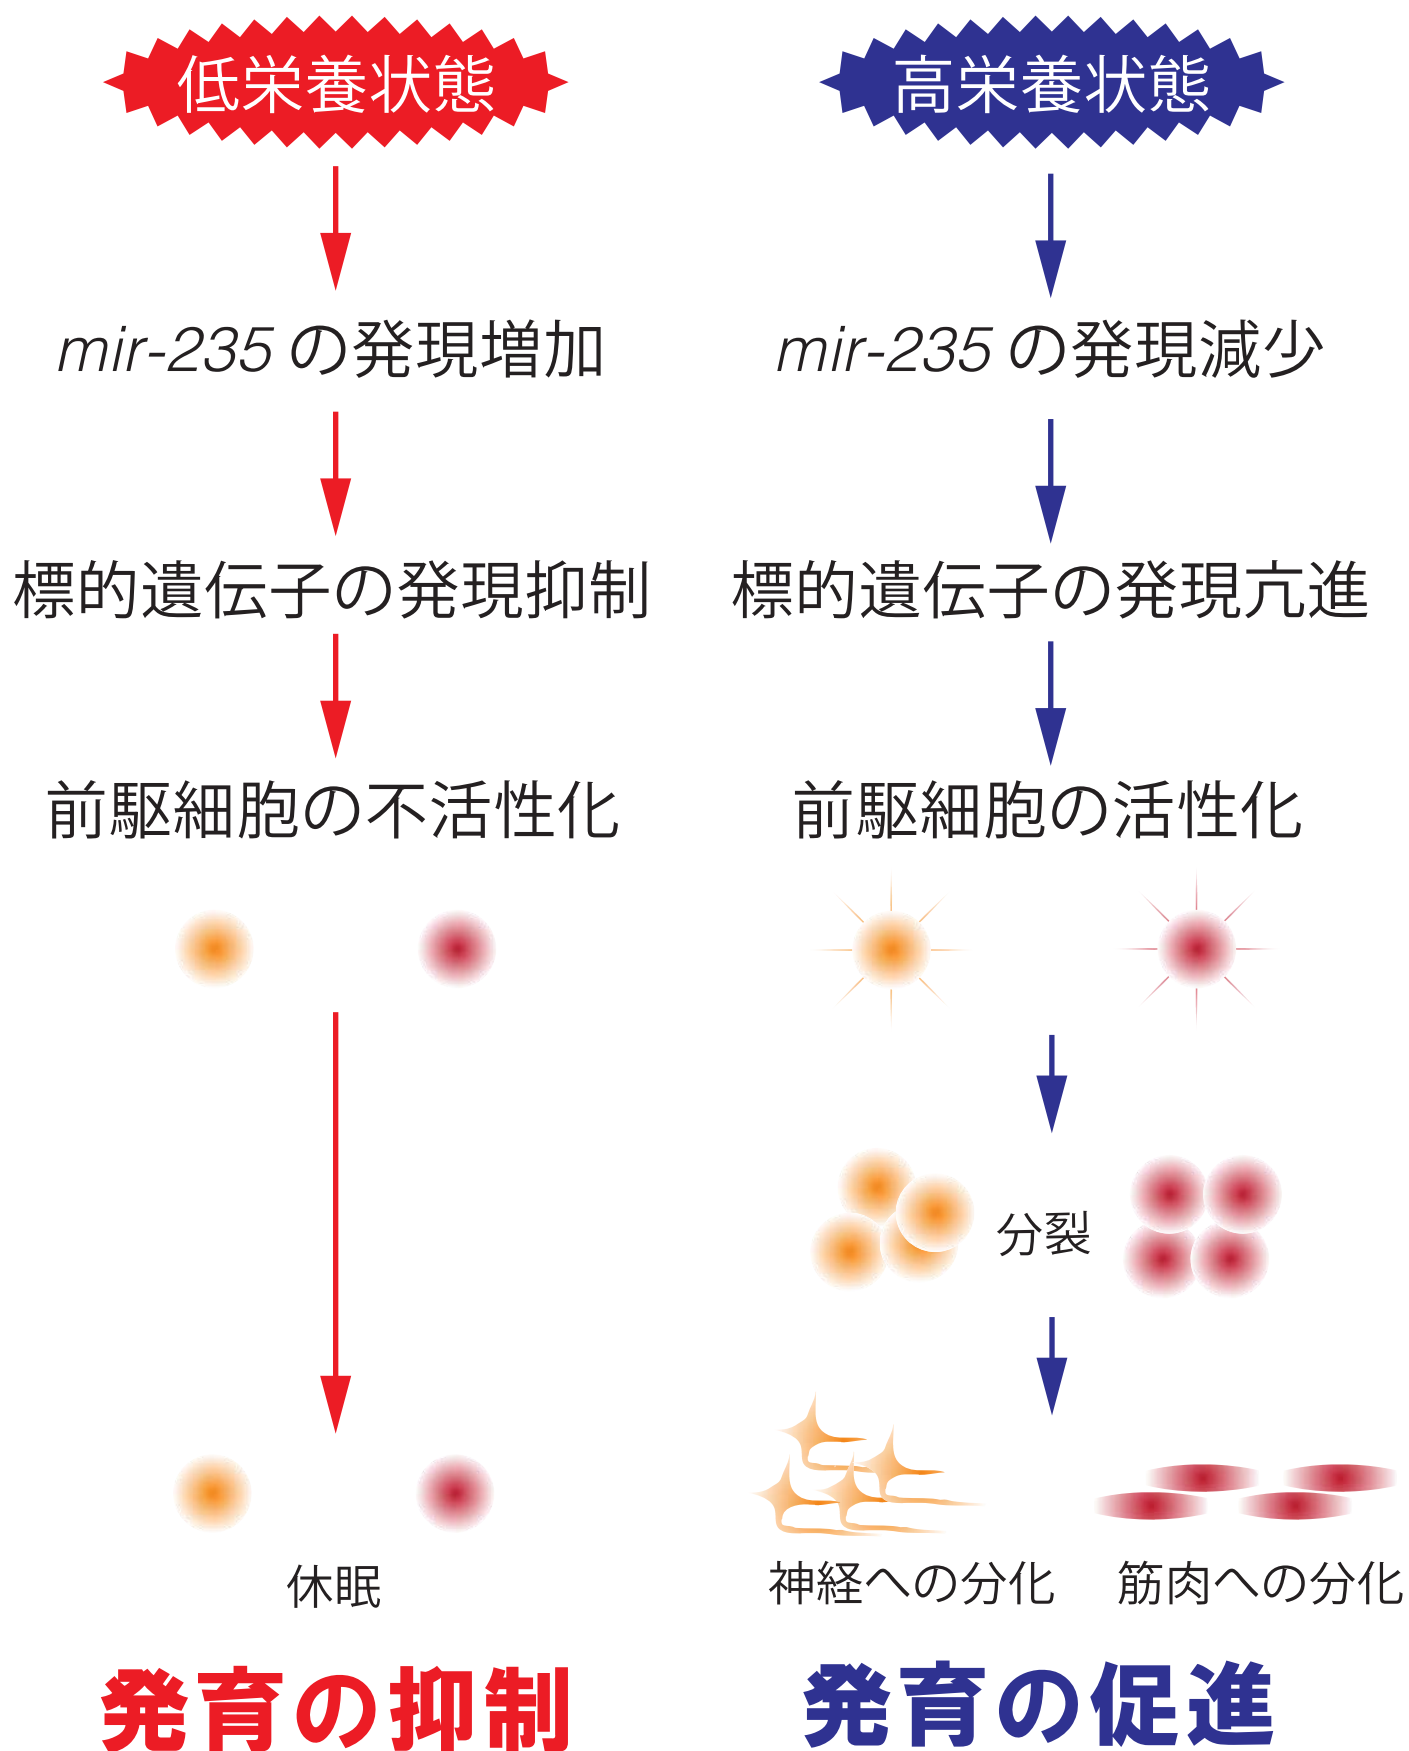 低栄養状態
mir-235 の発現増加
標的遺伝子の発現抑制
前駆細胞の不活性化
休眠
発育の抑制
高栄養状態
mir-235 の発現減少
標的遺伝子の発現亢進
前駆細胞の活性化
分裂
神経への分化
筋肉への分化
発育の促進